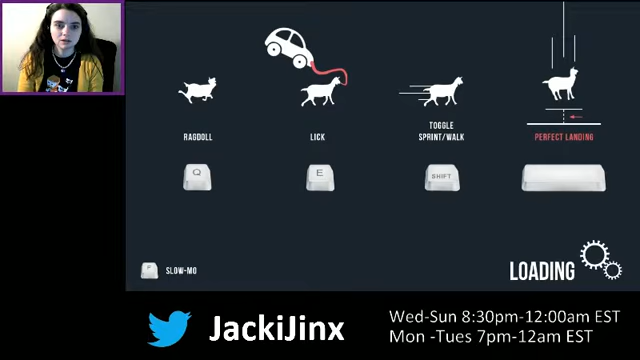 RAGDOLL
LICK
TOGGLE
SPRINT/WALK
PERFECT LANDING
Q
E
SHIFT
F
SLOW-MO
LOADING
JackiJinx
Wed-Sun 8:30pm-12:00am EST
Mon -Tues 7pm-12am EST